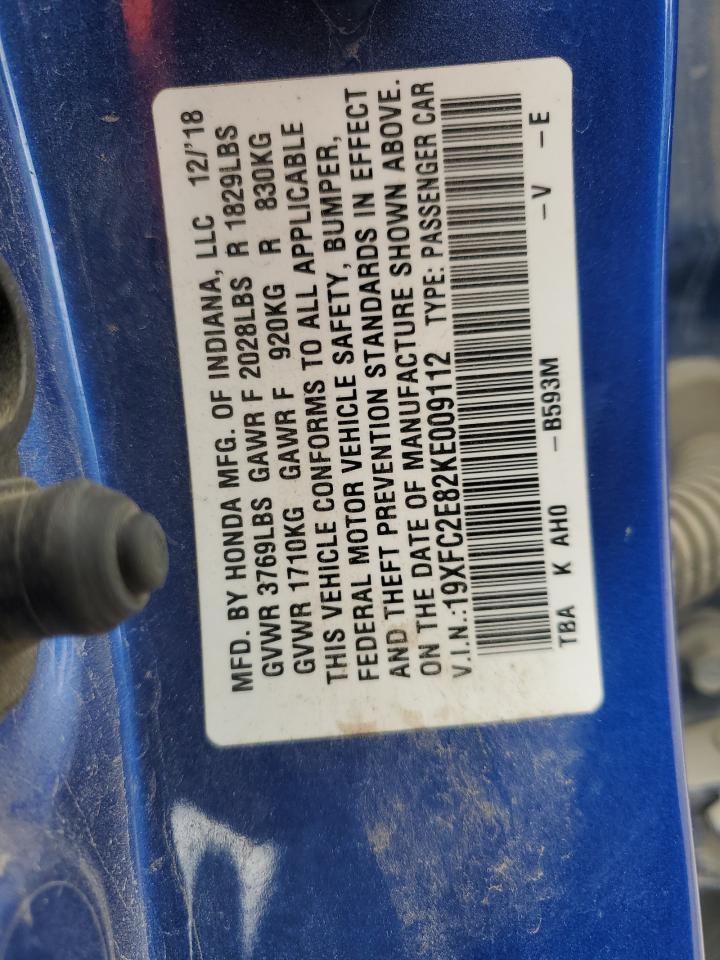 MFD. BY HONDA MFG. OF INDIANA, LLC 12/'18
GVWR 3769LBS GAWR F 2028LBS R 1829LBS
GVWR 1710KG GAWR F 920KG R 830KG
THIS VEHICLE CONFORMS TO ALL APPLICABLE
FEDERAL MOTOR VEHICLE SAFETY, BUMPER,
AND THEFT PREVENTION STANDARDS IN EFFECT
ON THE DATE OF MANUFACTURE SHOWN ABOVE.
V.I.N.:19XFC2E82KE009112 TYPE: PASSENGER CAR
TBA K AH0 -B593M -V -E